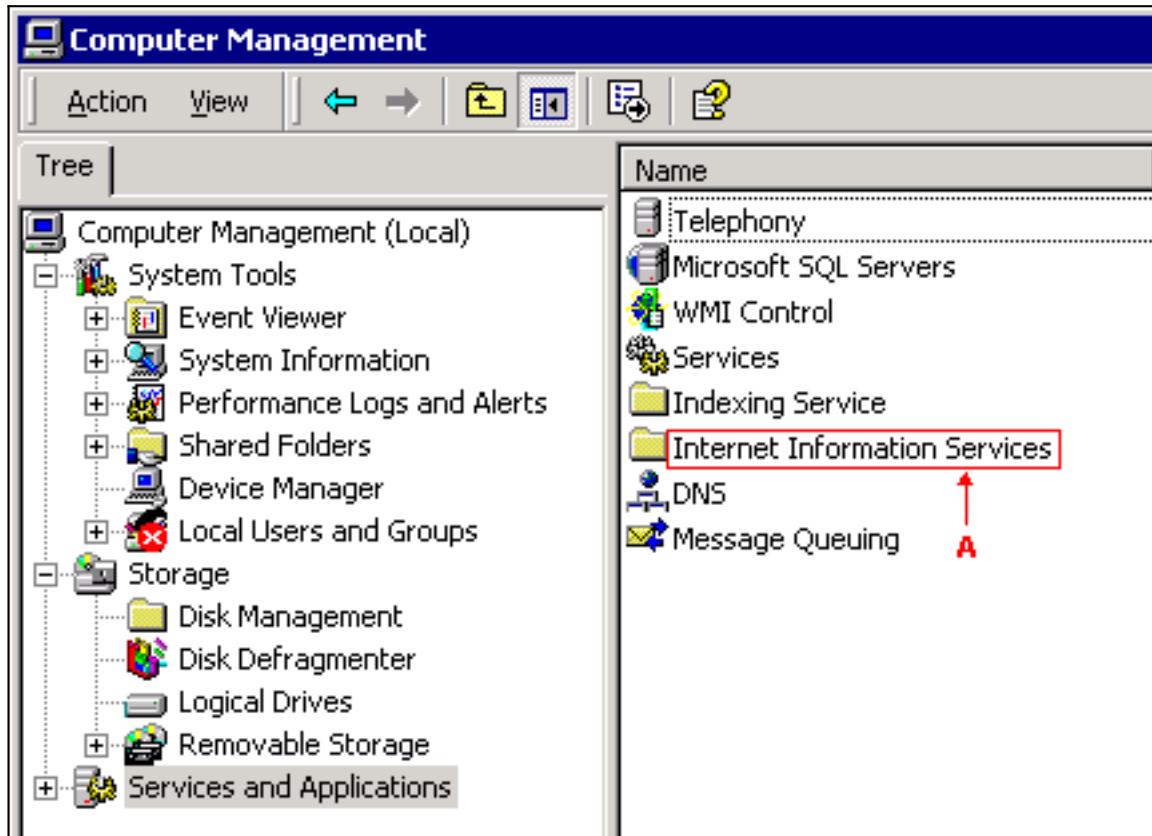 Computer Management
Action View
Tree
Computer Management (Local)
System Tools
Event Viewer
System Information
Performance Logs and Alerts
Shared Folders
Device Manager
Local Users and Groups
Storage
Disk Management
Disk Defragmenter
Logical Drives
Removable Storage
Services and Applications
Name
Telephony
Microsoft SQL Servers
WMI Control
Services
Indexing Service
Internet Information Services
DNS
Message Queuing
A